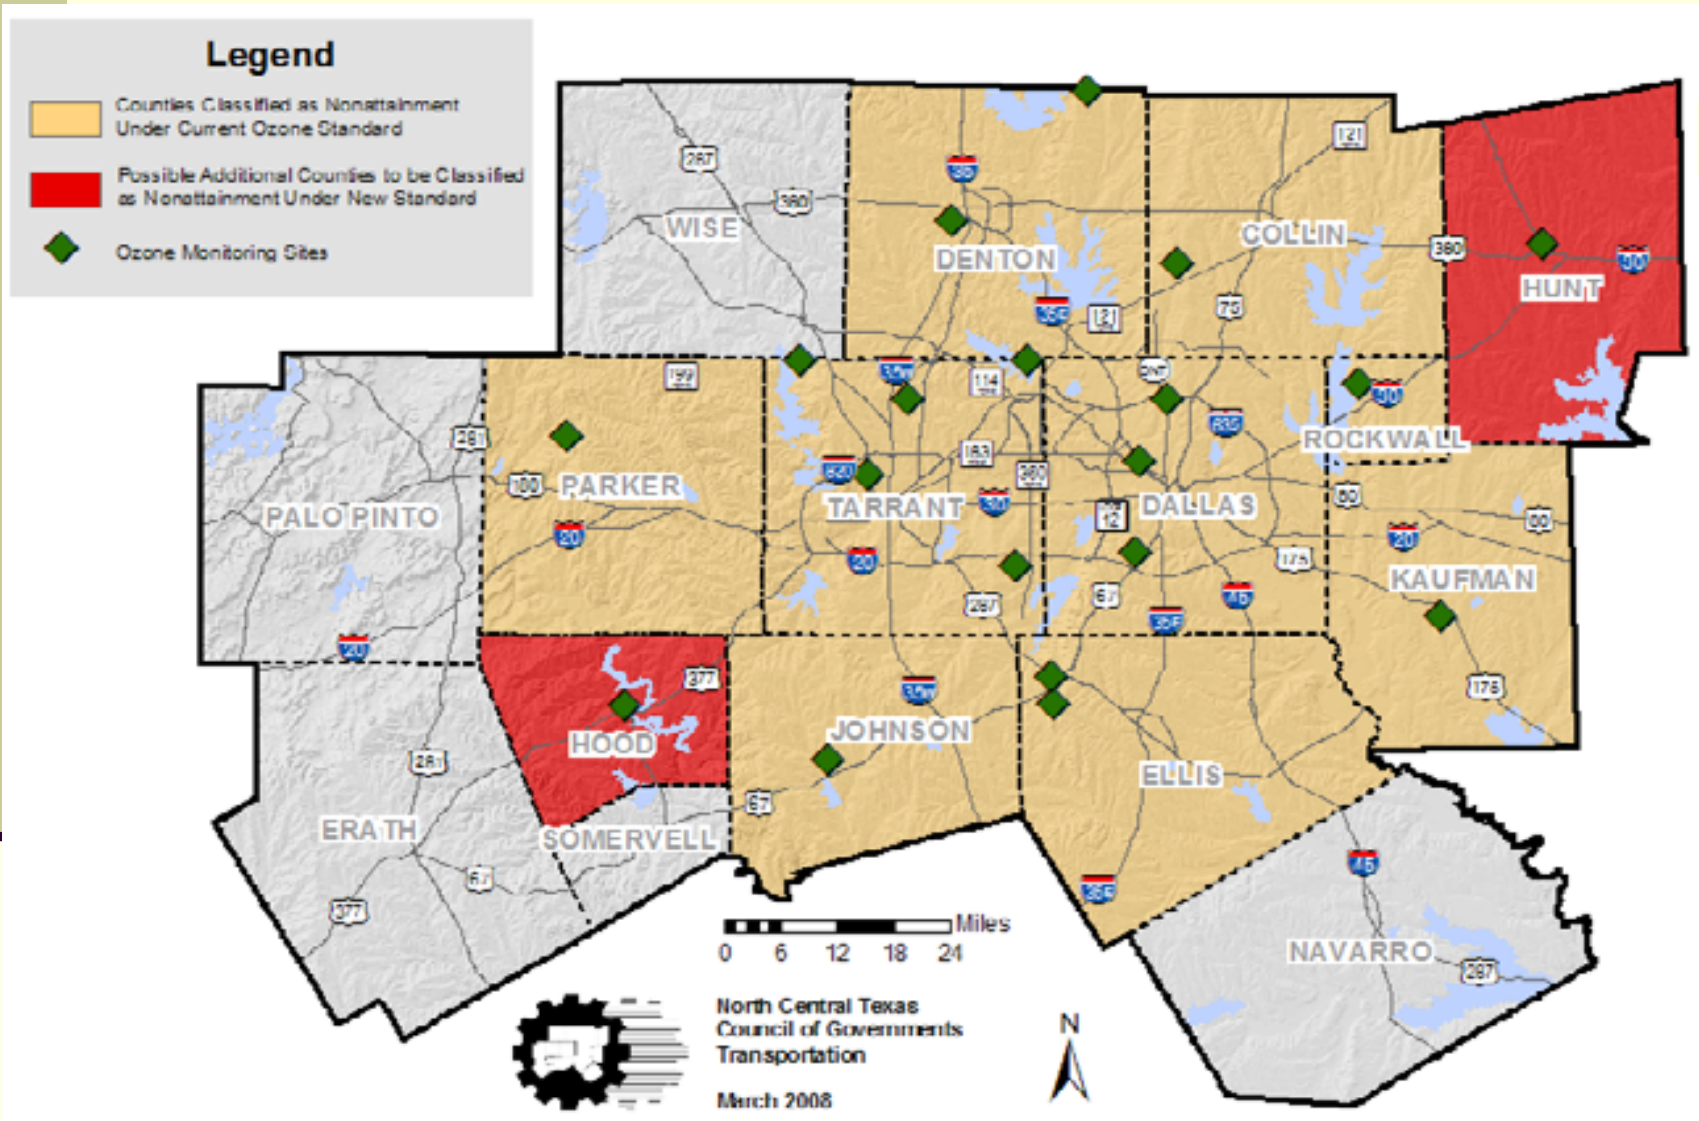 Legend
Counties Classified as Nonattainment
Under Current Ozone Standard
Possible Additional Counties to be Classified
as Nonattainment Under New Standard
Ozone Monitoring Sites
121
287
35
380
WISE
COLLIN
DENTON
380
30
HUNT
35E
121
75
DNT
199
35W
114
30
281
635
ROCKWALL
183
820
360
180
PARKER
30
TARRANT
DALLAS
80
PALO PINTO
12
20
20
20
175
KAUFMAN
287
67
45
35E
20
377
175
35W
JOHNSON
HOOD
281
ELLIS
67
ERATH
SOMERVELL
45
67
35E
377
Miles
0 6 12 18 24
NAVARRO
287
North Central Texas
Council of Governments
Transportation
N
March 2008